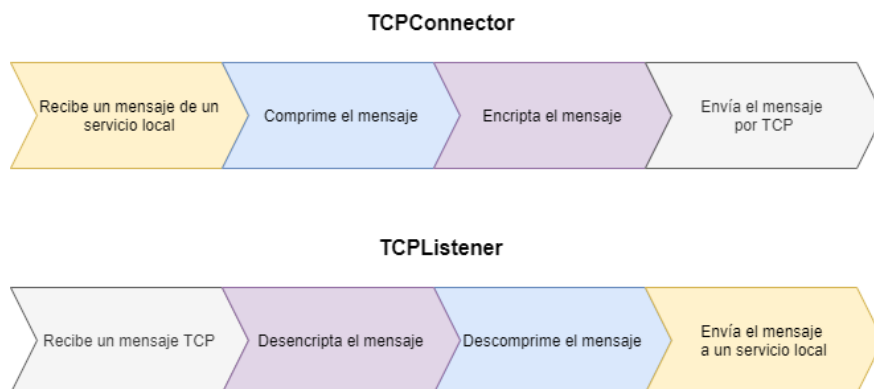 TCPConnector
Recibe un mensaje de un
servicio local
Comprime el mensaje
Encripta el mensaje
Envía el mensaje
por TCP
TCPListener
Recibe un mensaje TCP
Desencripta el mensaje
Descomprime el mensaje
Envía el mensaje
a un servicio local